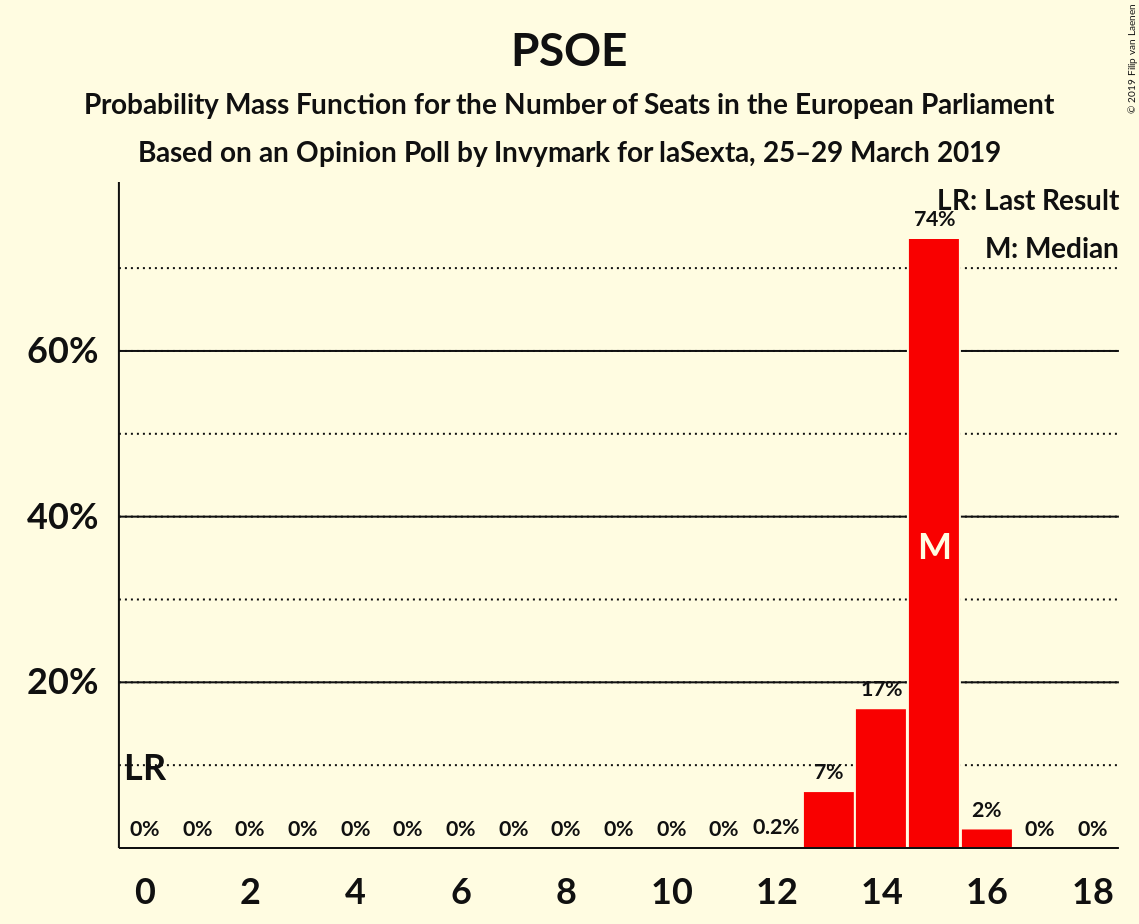 PSOE
Probability Mass Function for the Number of Seats in the European Parliament
Based on an Opinion Poll by Invymark for laSexta, 25–29 March 2019
© 2019 Filip van Laenen
LR: Last Result
M: Median
60%
40%
20%
LR
0% 0% 0% 0% 0% 0% 0% 0% 0% 0% 0% 0% 0.2% 7% 17% 74% 2% 0% 0%
M
0 2 4 6 8 10 12 14 16 18